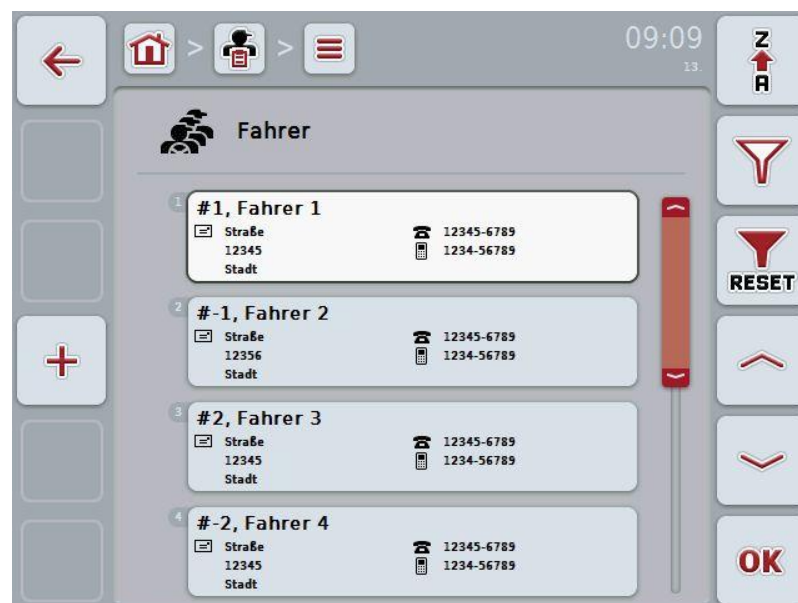 09:09
13.
Z
A
Fahrer
1
#1, Fahrer 1
Straße
12345-6789
12345
1234-56789
Stadt
RESET
2
#-1, Fahrer 2
Straße
12345-6789
12356
1234-56789
Stadt
3
#2, Fahrer 3
Straße
12345-6789
12345
1234-56789
Stadt
4
#-2, Fahrer 4
Straße
12345-6789
12345
1234-56789
Stadt
OK